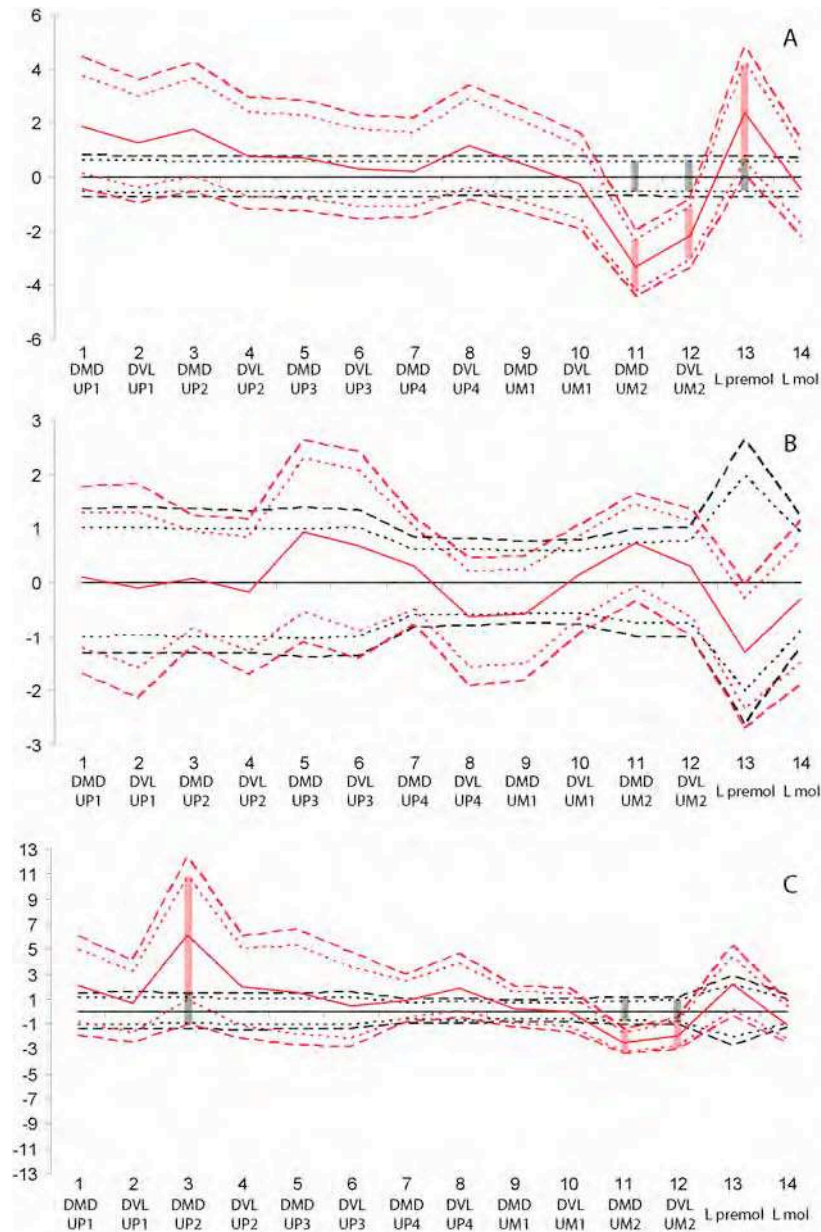 6
A
4
2
0
-2
-4
-6
1 2 3 4 5 6 7 8 9 10 11 12 13 14
DMD DVL DMD DVL DMD DVL DMD DVL DMD DVL DMD DVL L premol L mol
UP1 UP1 UP2 UP2 UP3 UP3 UP4 UP4 UM1 UM1 UM2 UM2
3
B
2
1
0
-1
-2
-3
1 2 3 4 5 6 7 8 9 10 11 12 13 14
DMD DVL DMD DVL DMD DVL DMD DVL DMD DVL DMD DVL L premol L mol
UP1 UP1 UP2 UP2 UP3 UP3 UP4 UP4 UM1 UM1 UM2 UM2
13
C
11
9
7
5
3
1
-1
-3
-5
-7
-9
-11
-13
1 2 3 4 5 6 7 8 9 10 11 12 13 14
DMD DVL DMD DVL DMD DVL DMD DVL DMD DVL DMD DVL L premol L mol
UP1 UP1 UP2 UP2 UP3 UP3 UP4 UP4 UM1 UM1 UM2 UM2